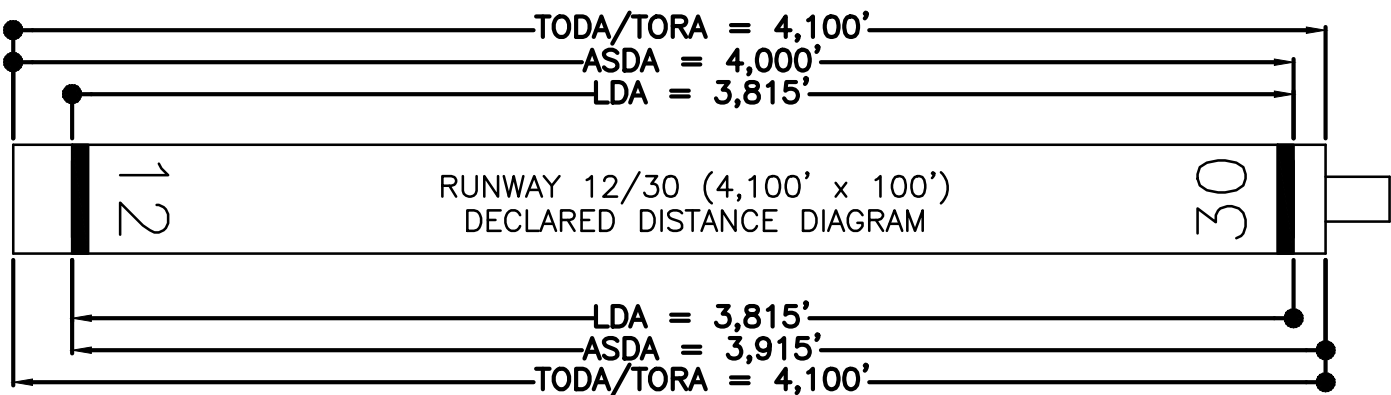 TODA/TORA = 4,100'
ASDA = 4,000'
LDA = 3,815'
12
RUNWAY 12/30 (4,100' x 100')
DECLARED DISTANCE DIAGRAM
30
LDA = 3,815'
ASDA = 3,915'
TODA/TORA = 4,100'